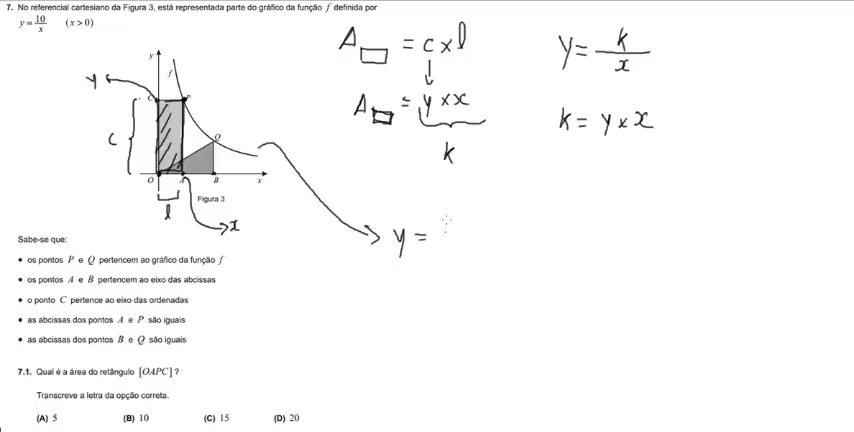 7. No referencial cartesiano da Figura 3, está representada parte do gráfico da função f definida por
y = 10/x (x > 0)
A▭ = c x l
y = k/x
A▭ = y x x
k
k = y x x
y
y
f
C
P
c
Q
O
A
B
x
l
Figura 3
x
y =
Sabe-se que:
• os pontos P e Q pertencem ao gráfico da função f
• os pontos A e B pertencem ao eixo das abcissas
• o ponto C pertence ao eixo das ordenadas
• as abcissas dos pontos A e P são iguais
• as abcissas dos pontos B e Q são iguais
7.1. Qual é a área do retângulo [OAPC] ?
Transcreve a letra da opção correta.
(A) 5 (B) 10 (C) 15 (D) 20